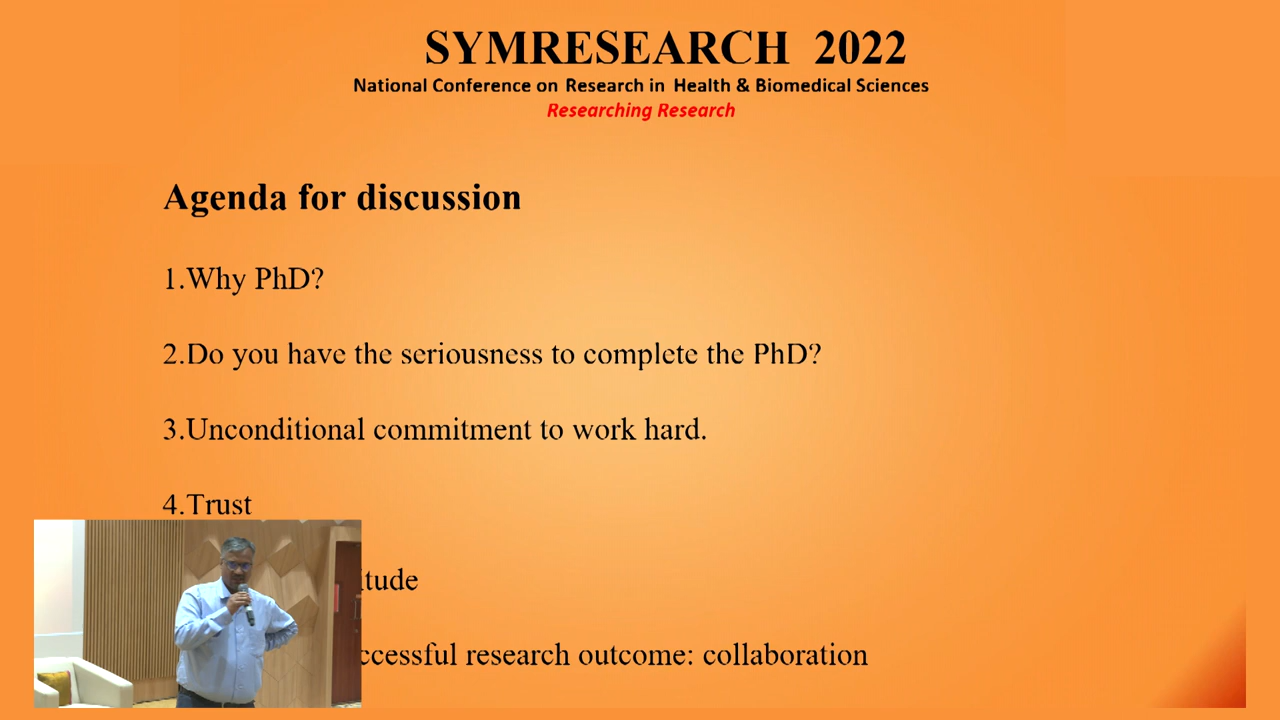 SYMRESEARCH 2022
National Conference on Research in Health & Biomedical Sciences
Researching Research
Agenda for discussion
1.Why PhD?
2.Do you have the seriousness to complete the PhD?
3.Unconditional commitment to work hard.
4.Trust
research outcome: collaboration